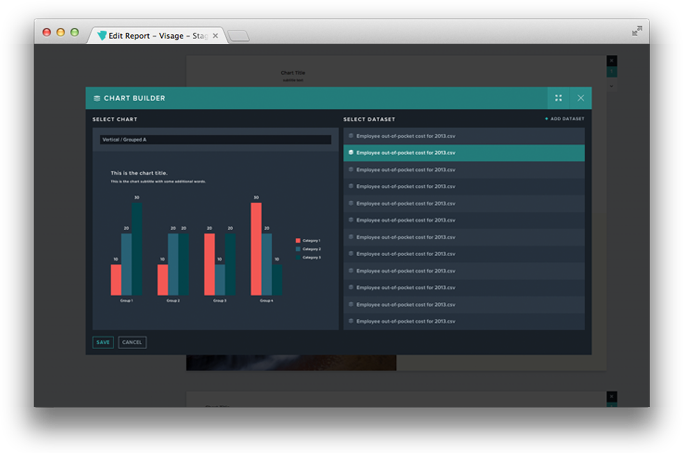 Edit Report – Visage – Stag
Chart Title
CHART BUILDER
SELECT CHART
Vertical / Grouped A
This is the chart title.
This is the chart subtitle with some additional words.
30
30
20
20 20
20
20
20
10
10
10
10
Category 1
Category 2
Category 3
Group 1
Group 2
Group 3
Group 4
SELECT DATASET
+ ADD DATASET
Employee out-of-pocket cost for 2013.csv
Employee out-of-pocket cost for 2013.csv
Employee out-of-pocket cost for 2013.csv
Employee out-of-pocket cost for 2013.csv
Employee out-of-pocket cost for 2013.csv
Employee out-of-pocket cost for 2013.csv
Employee out-of-pocket cost for 2013.csv
Employee out-of-pocket cost for 2013.csv
Employee out-of-pocket cost for 2013.csv
Employee out-of-pocket cost for 2013.csv
Employee out-of-pocket cost for 2013.csv
Employee out-of-pocket cost for 2013.csv
SAVE
CANCEL